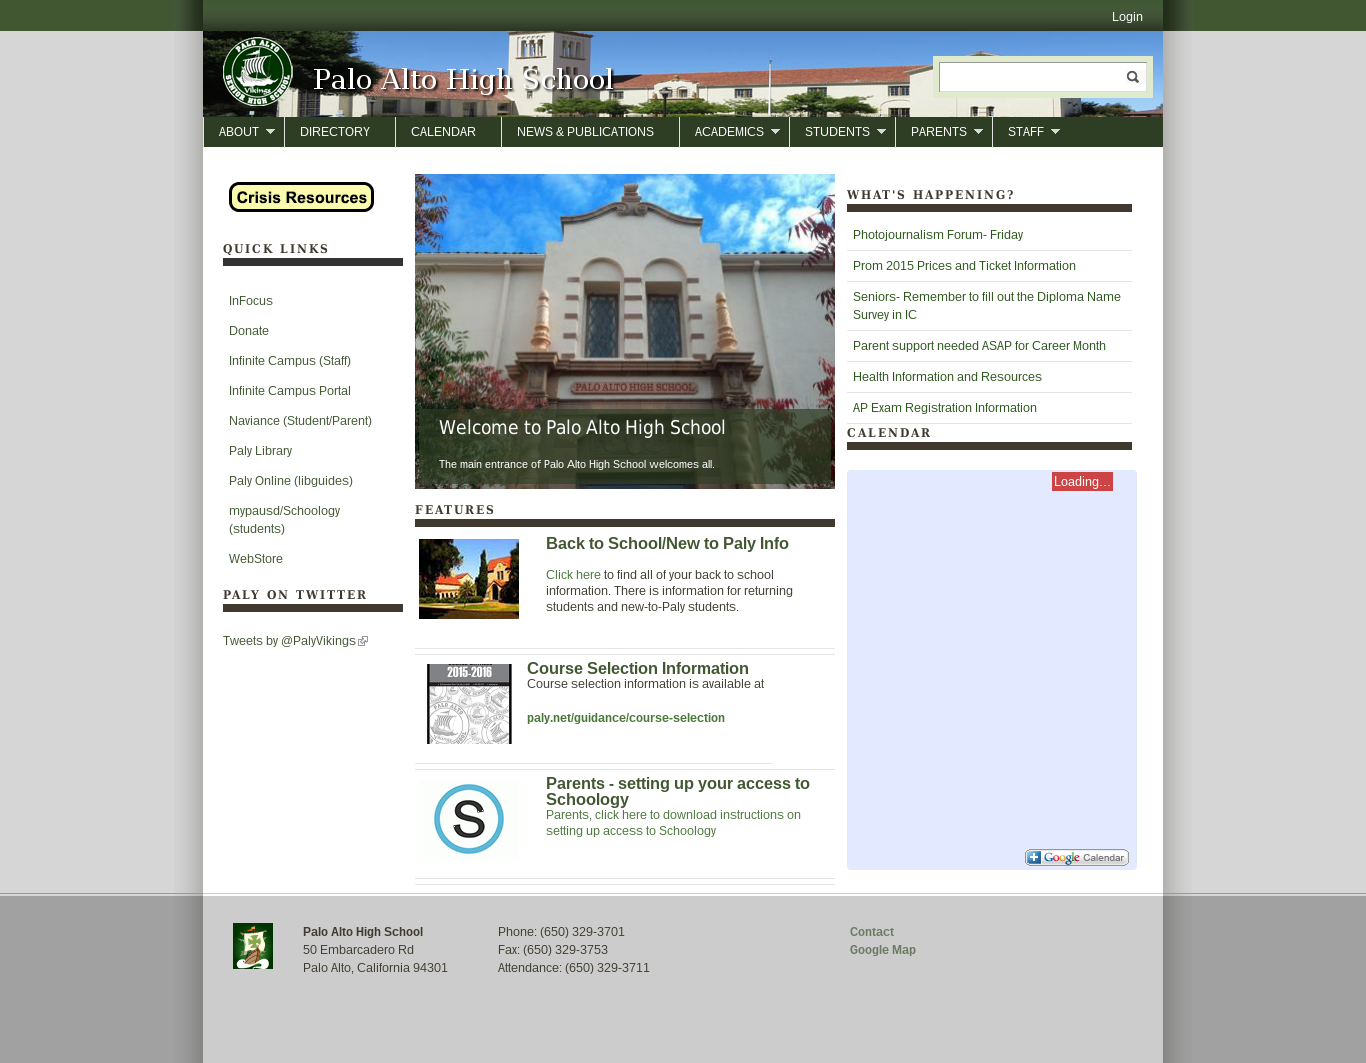 Login
PALO ALTO
Vikings
SENIOR HIGH SCHOOL
Palo Alto High School
ABOUT
DIRECTORY
CALENDAR
NEWS & PUBLICATIONS
ACADEMICS
STUDENTS
PARENTS
STAFF
Crisis Resources
QUICK LINKS
InFocus
Donate
Infinite Campus (Staff)
Infinite Campus Portal
Naviance (Student/Parent)
Paly Library
Paly Online (libguides)
mypausd/Schoology
(students)
WebStore
PALY ON TWITTER
Tweets by @PalyVikings
PALO ALTO HIGH SCHOOL
Welcome to Palo Alto High School
The main entrance of Palo Alto High School welcomes all.
FEATURES
Back to School/New to Paly Info
Click here to find all of your back to school
information. There is information for returning
students and new-to-Paly students.
2015-2016
Course Selection Information
Course selection information is available at
paly.net/guidance/course-selection
S
Parents - setting up your access to
Schoology
Parents, click here to download instructions on
setting up access to Schoology
WHAT'S HAPPENING?
Photojournalism Forum- Friday
Prom 2015 Prices and Ticket Information
Seniors- Remember to fill out the Diploma Name
Survey in IC
Parent support needed ASAP for Career Month
Health Information and Resources
AP Exam Registration Information
CALENDAR
Loading...
Google Calendar
Palo Alto High School
50 Embarcadero Rd
Palo Alto, California 94301
Phone: (650) 329-3701
Fax: (650) 329-3753
Attendance: (650) 329-3711
Contact
Google Map